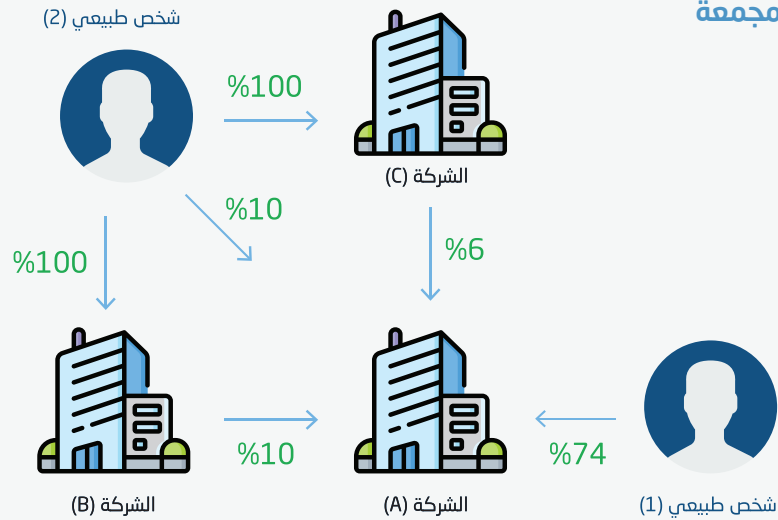 مجمعة
شخص طبيعي (2)
%100
الشركة (C)
%10
%100
%6
%10
%74
الشركة (B)
الشركة (A)
شخص طبيعي (1)